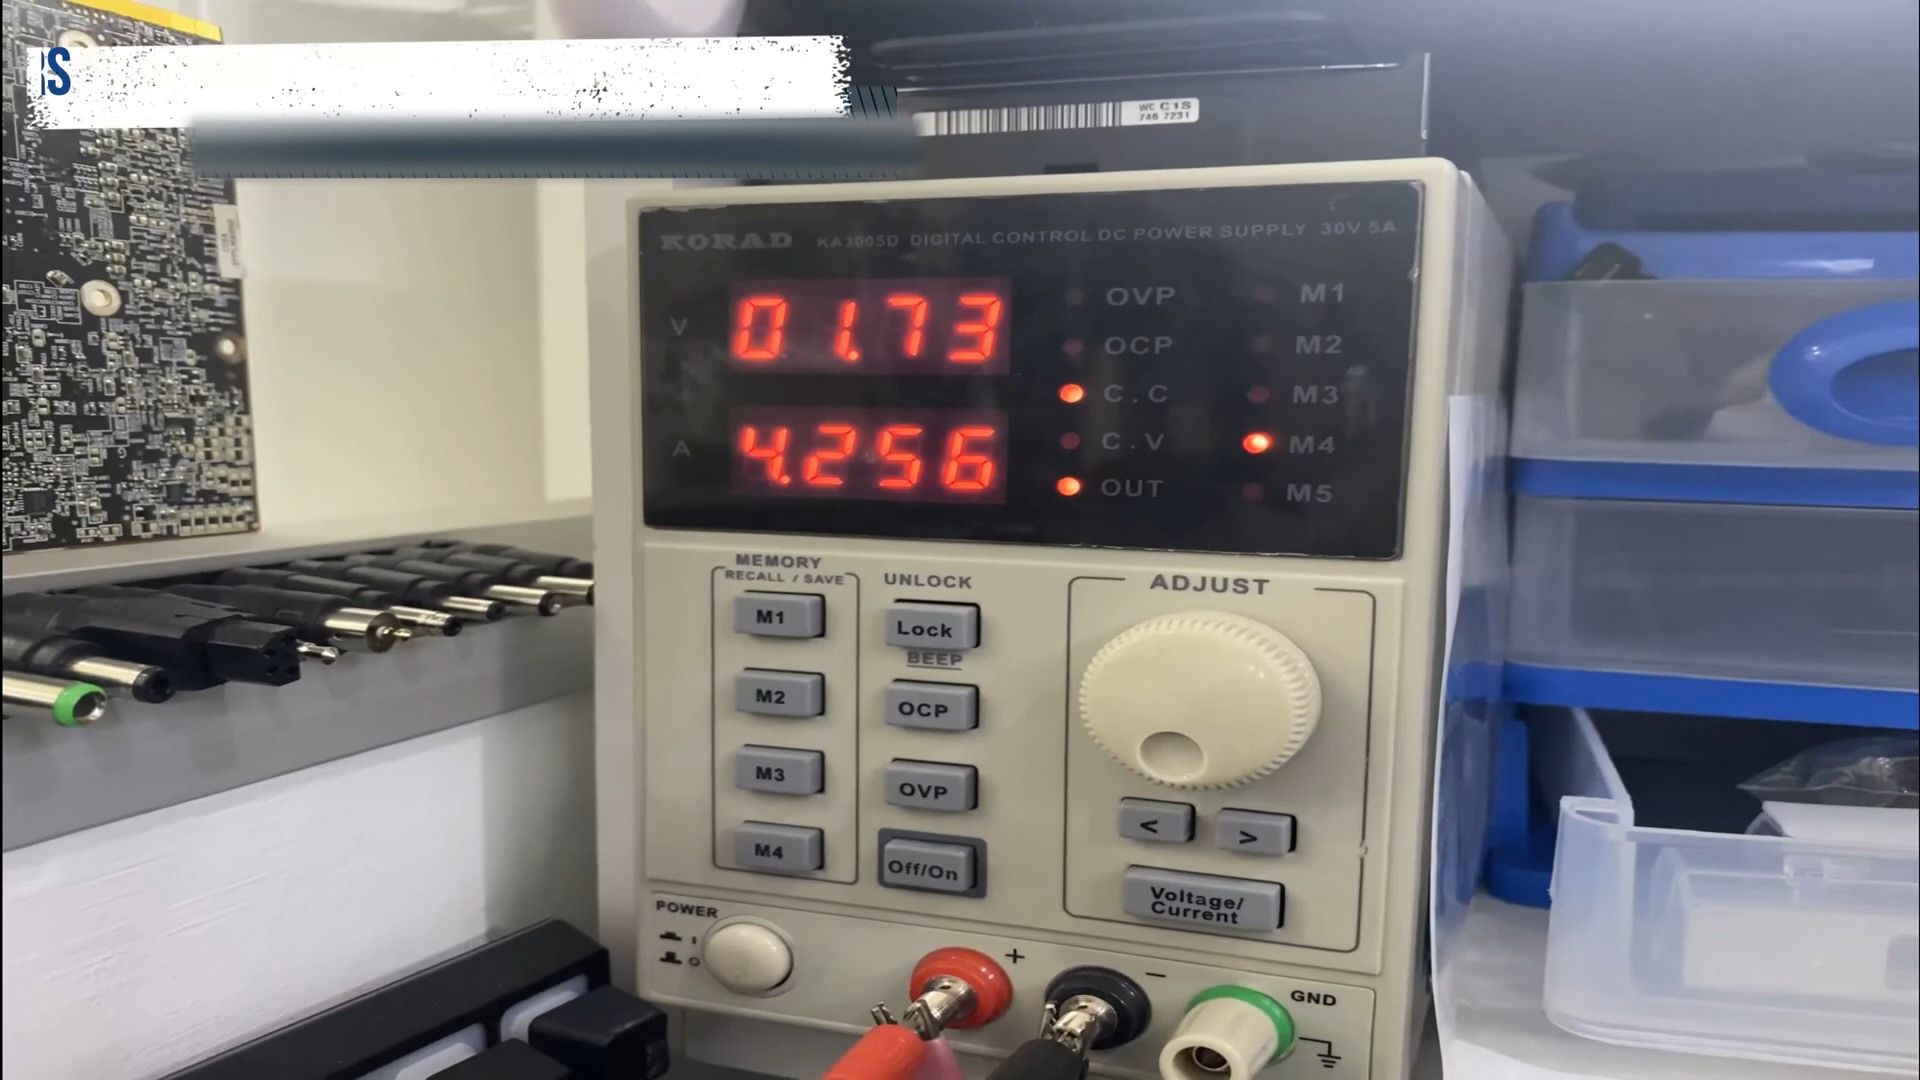 S
WC C1S
746 7231
KORAD KA3005D DIGITAL CONTROL DC POWER SUPPLY 30V 5A
V 01.73
A 4.256
OVP M1
OCP M2
C.C M3
C.V M4
OUT M5
MEMORY
RECALL / SAVE
UNLOCK
ADJUST
M1 Lock
BEEP
M2 OCP
M3 OVP
< >
M4 Off/On
Voltage/
Current
POWER
I
O
+ −
GND